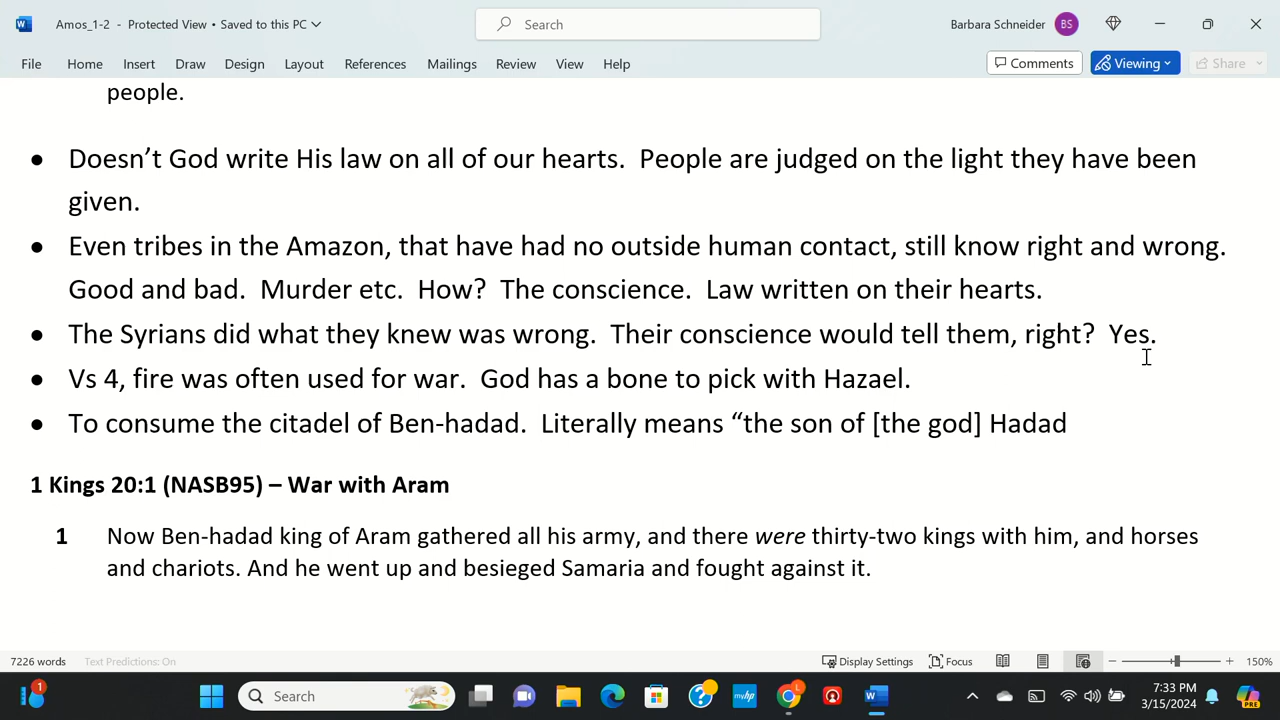 Amos_1-2 • Protected View • Saved to this PC
Search
Barbara Schneider BS
File Home Insert Draw Design Layout References Mailings Review View Help
Comments Viewing Share
people.
• Doesn’t God write His law on all of our hearts.  People are judged on the light they have been
given.
• Even tribes in the Amazon, that have had no outside human contact, still know right and wrong.
Good and bad.  Murder etc.  How?  The conscience.  Law written on their hearts.
• The Syrians did what they knew was wrong.  Their conscience would tell them, right?  Yes.
• Vs 4, fire was often used for war.  God has a bone to pick with Hazael.
• To consume the citadel of Ben-hadad.  Literally means “the son of [the god] Hadad
1 Kings 20:1 (NASB95) – War with Aram
1 Now Ben-hadad king of Aram gathered all his army, and there were thirty-two kings with him, and horses
and chariots. And he went up and besieged Samaria and fought against it.
7226 words Text Predictions: On Display Settings Focus 150%
1 Search myhp L PRE
7:33 PM
3/15/2024